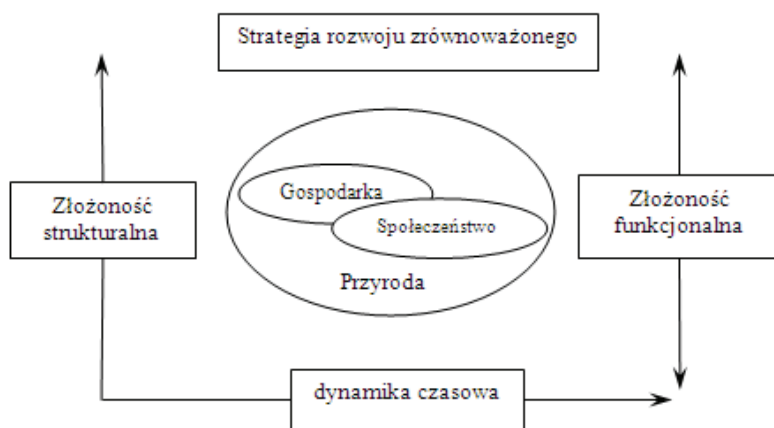 Strategia rozwoju zrównoważonego
Gospodarka
Społeczeństwo
Przyroda
Złożoność
strukturalna
Złożoność
funkcjonalna
dynamika czasowa